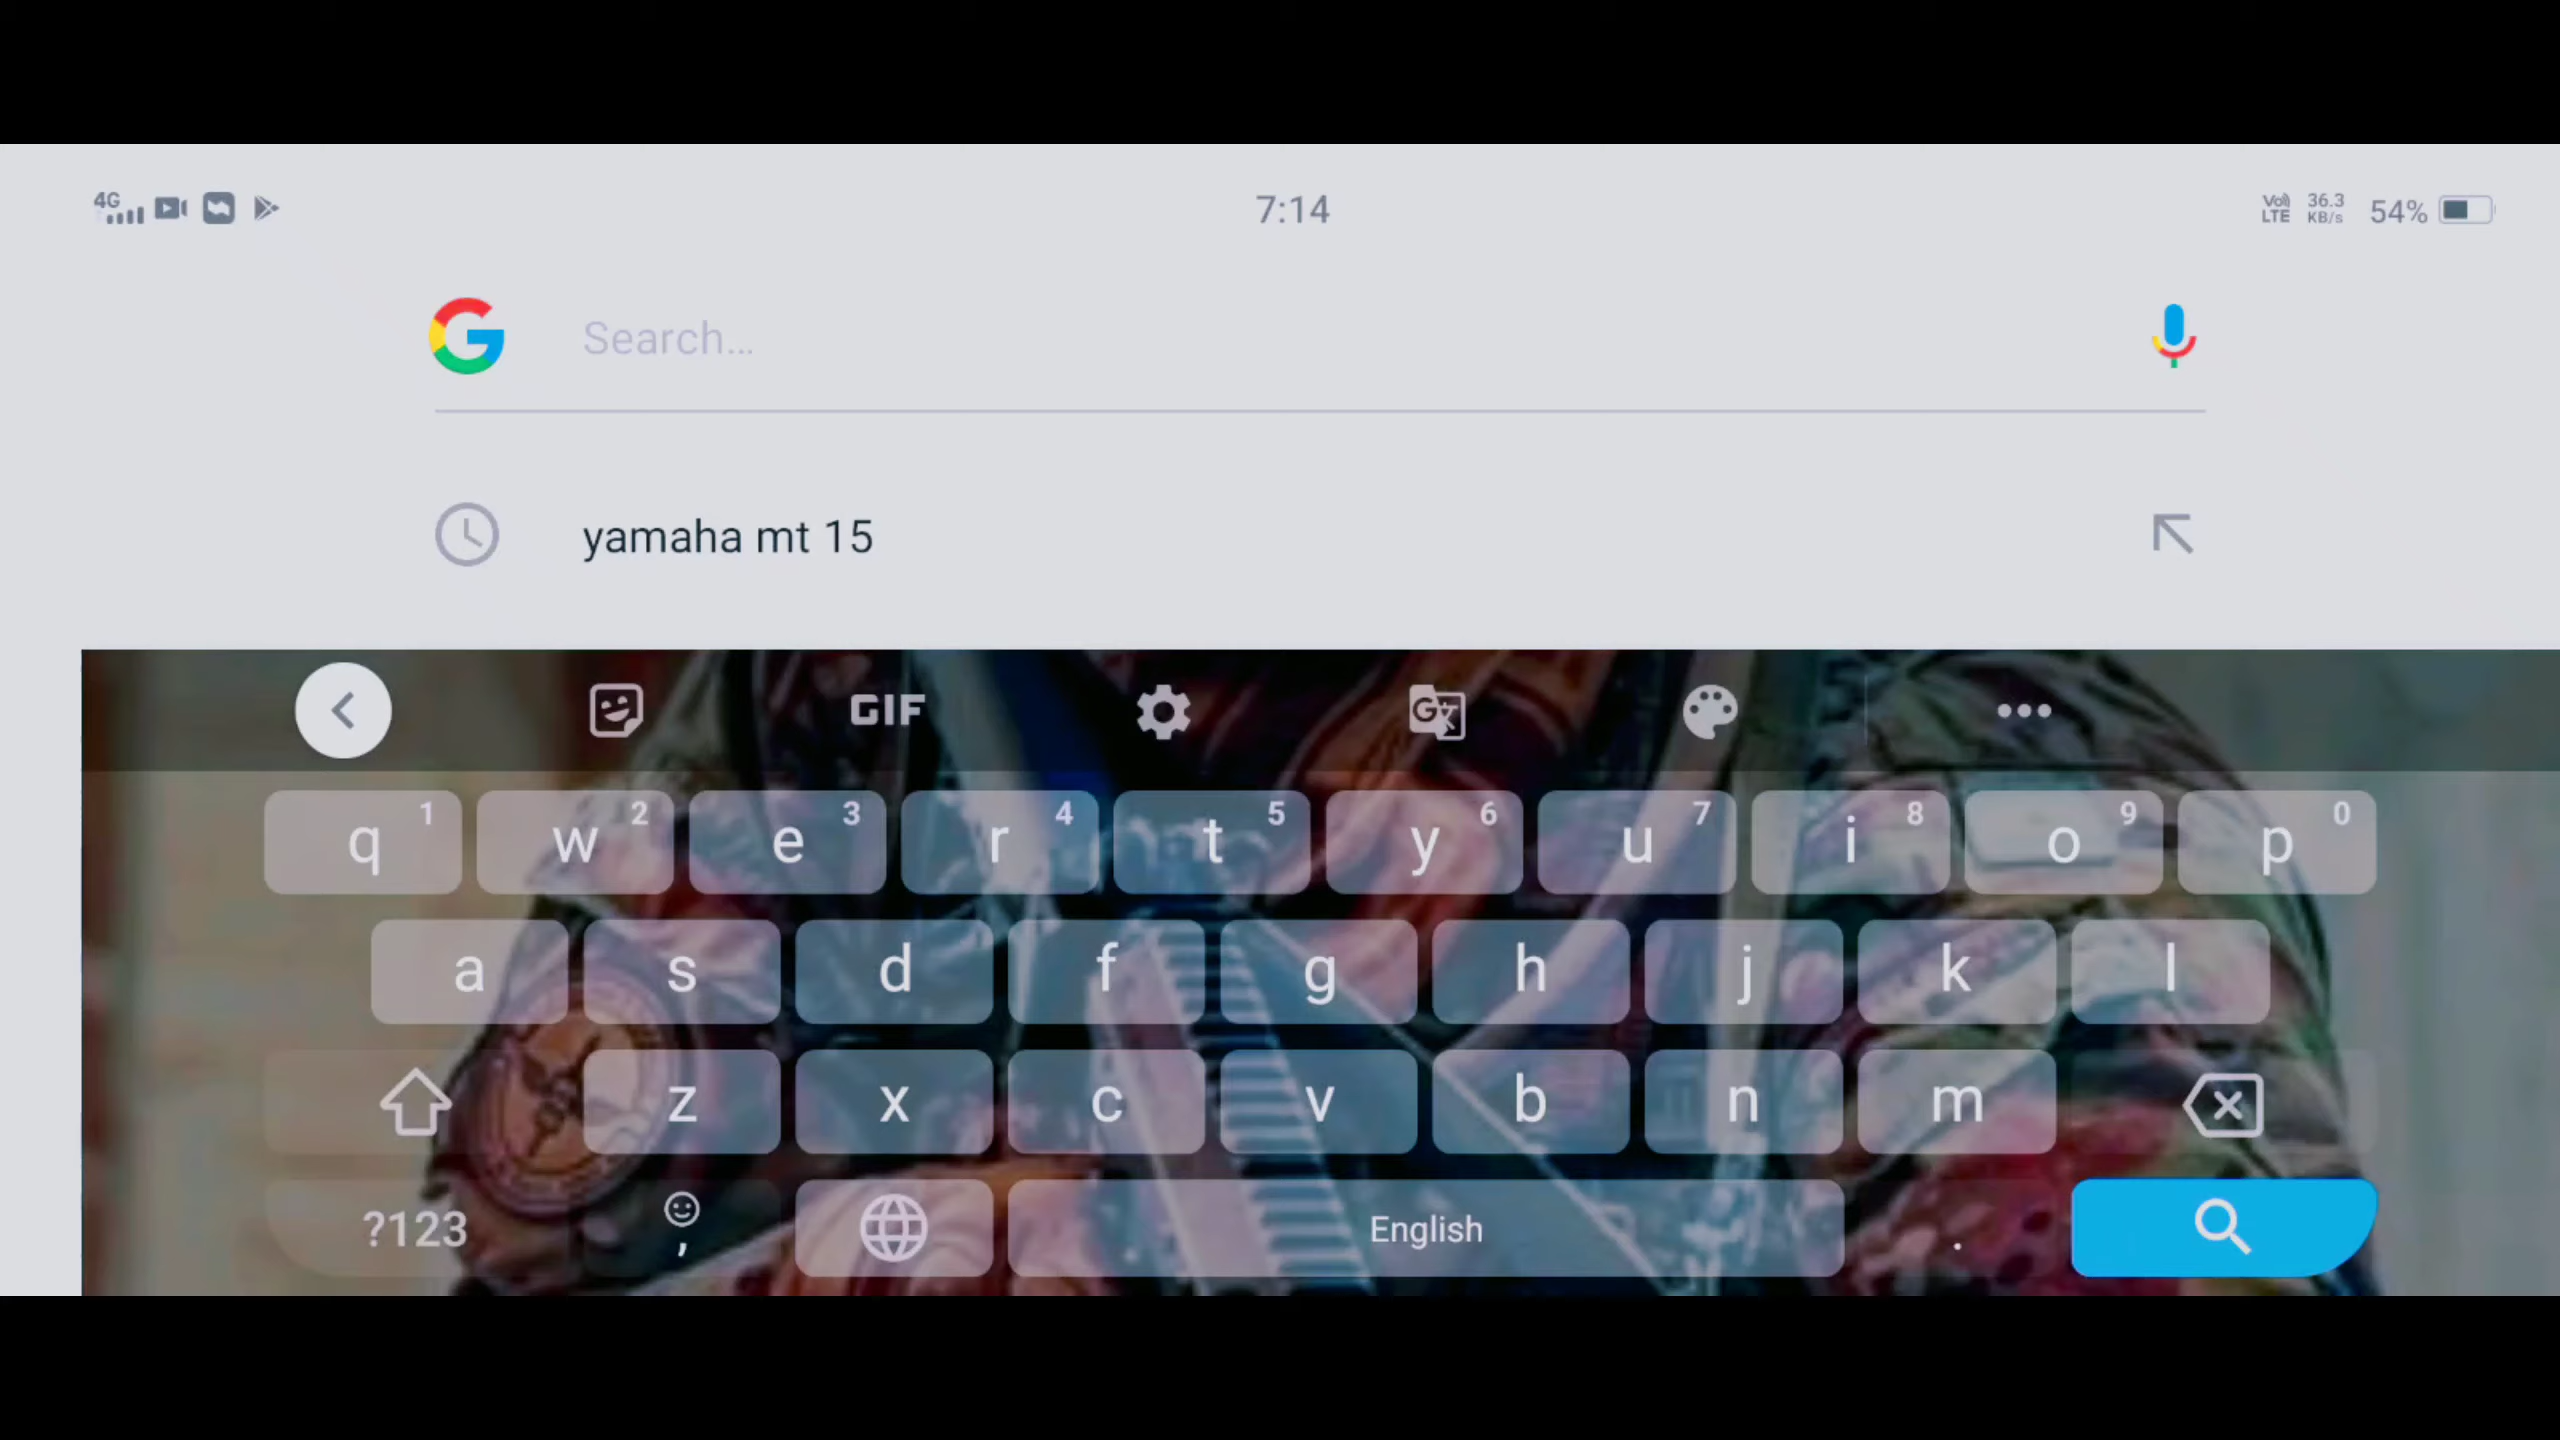 4G 7:14 Vo) LTE 36.3 KB/s 54%
G Search...
yamaha mt 15
GIF G
q 1 w 2 e 3 r 4 t 5 y 6 u 7 i 8 o 9 p 0
a s d f g h j k l
z x c v b n m
?123 , English .